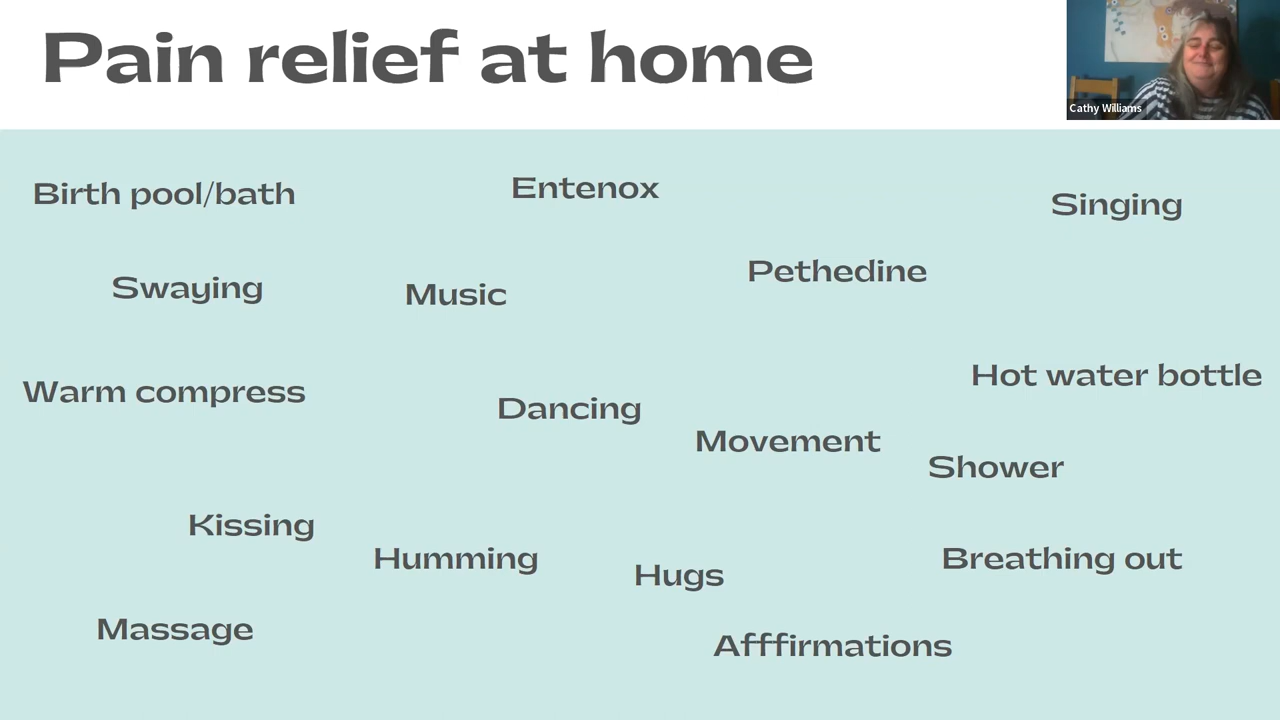 Pain relief at home
Cathy Williams
Birth pool/bath
Entenox
Singing
Swaying
Music
Pethedine
Warm compress
Dancing
Movement
Hot water bottle
Shower
Kissing
Humming
Hugs
Breathing out
Massage
Afffirmations